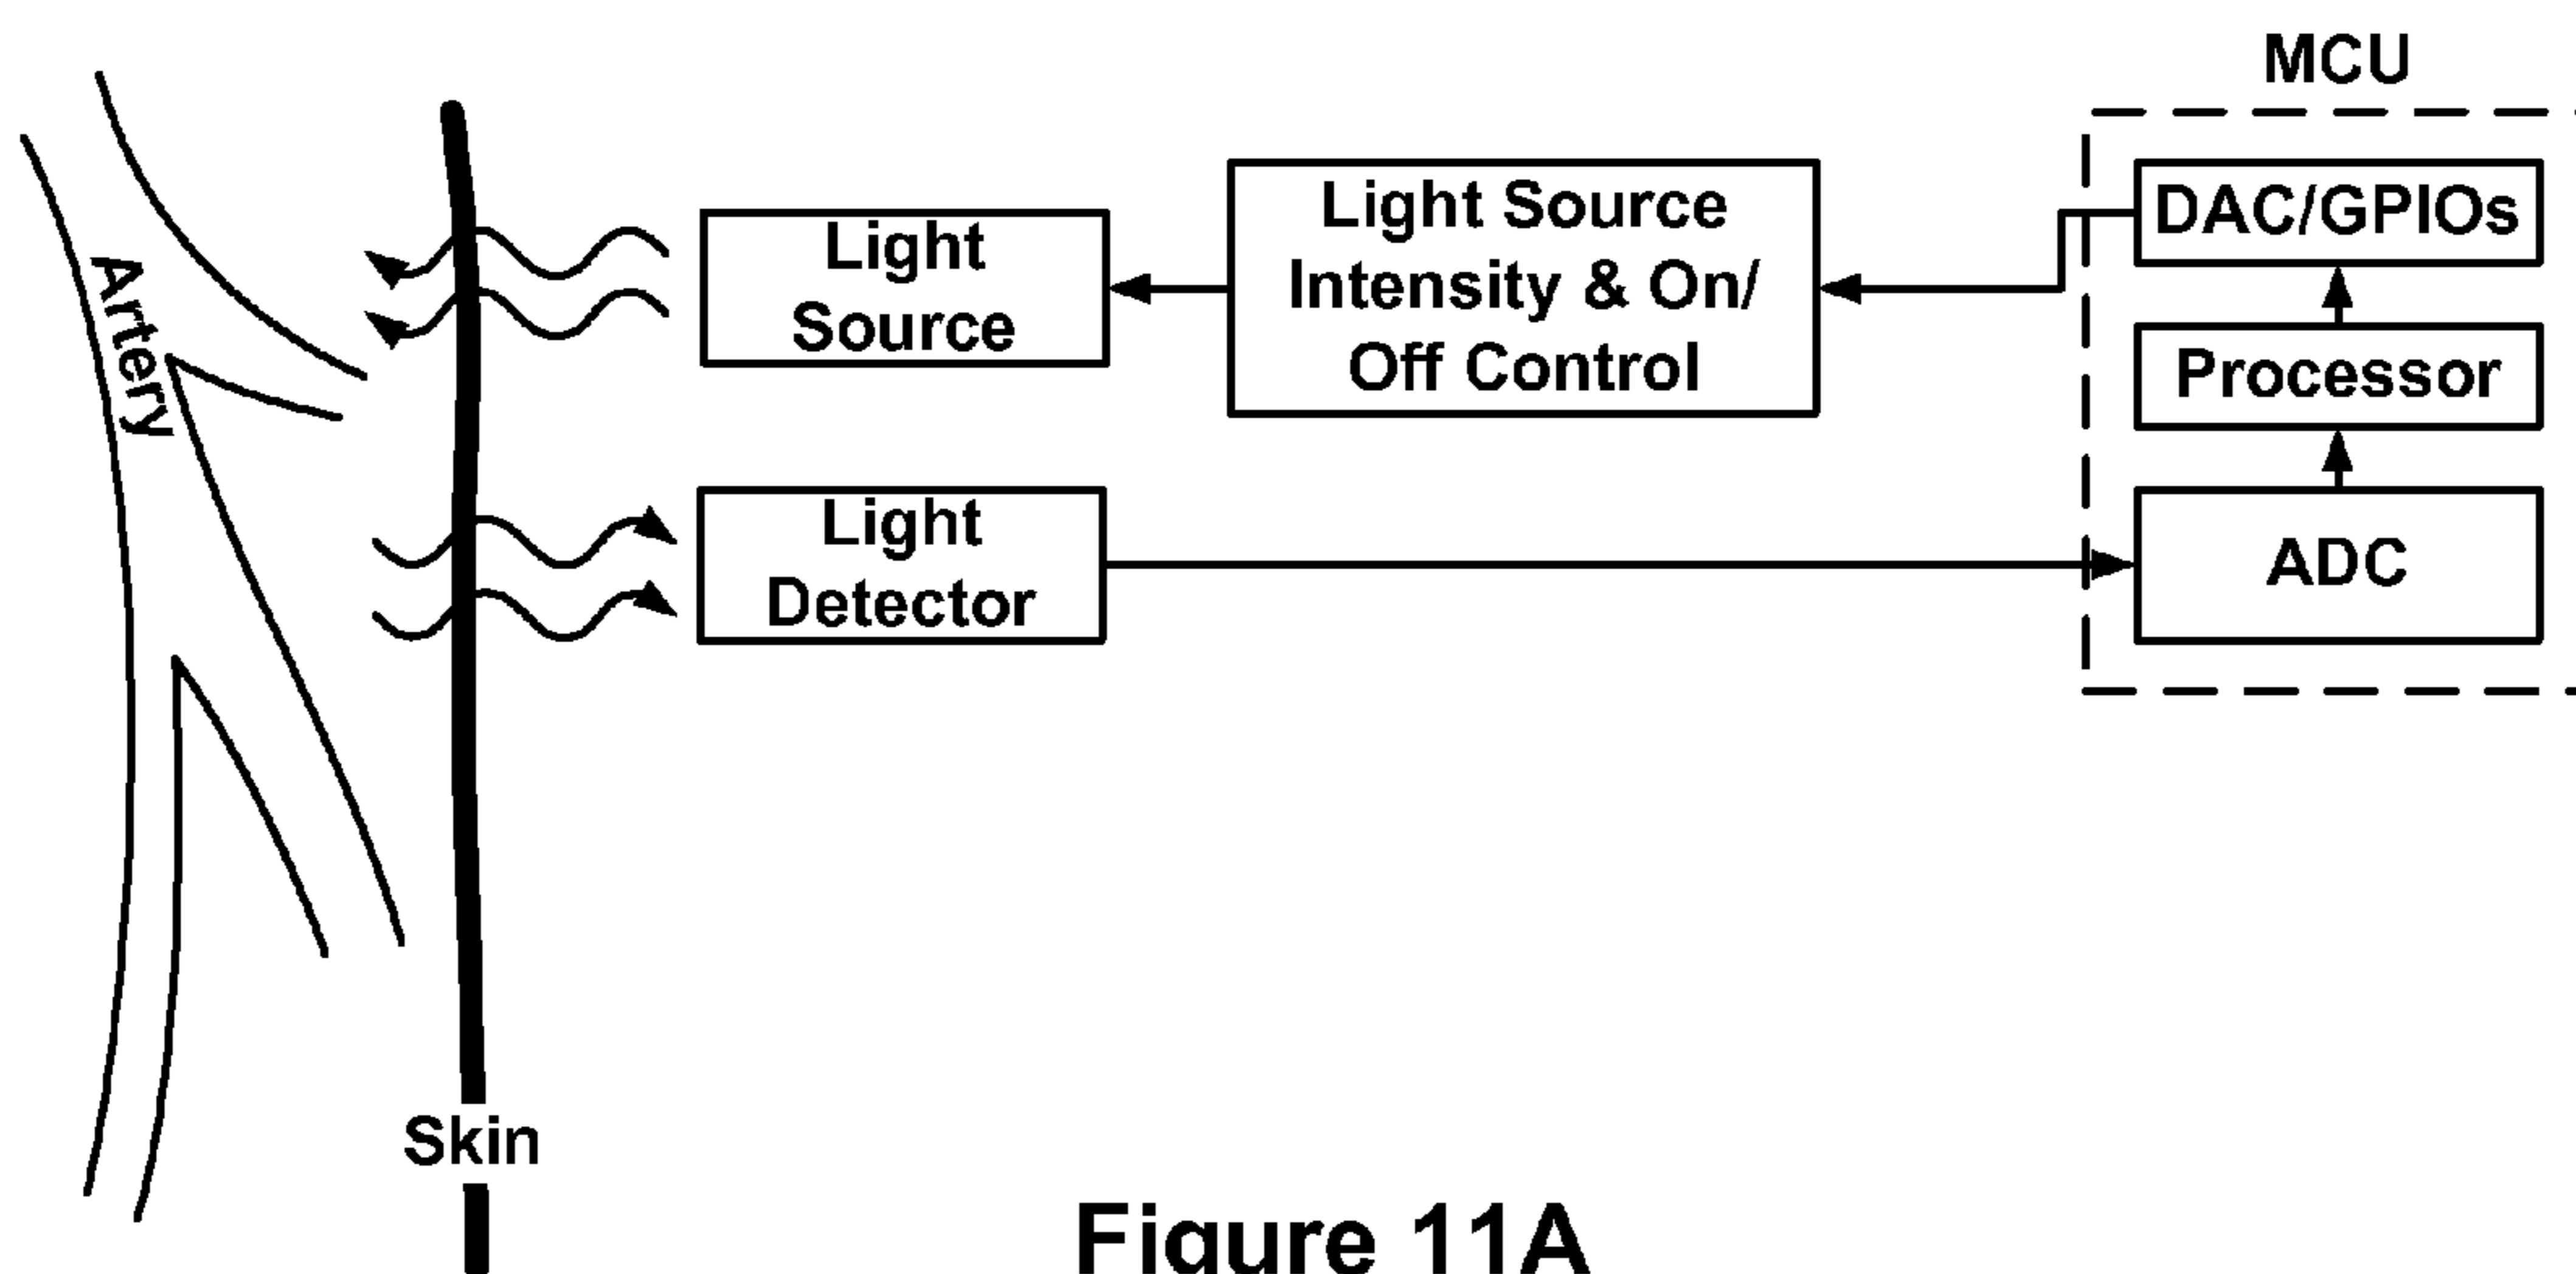 MCU
Artery
Light
Source
Light Source
Intensity & On/
Off Control
DAC/GPIOs
Processor
Light
Detector
ADC
Skin
Figure 11A